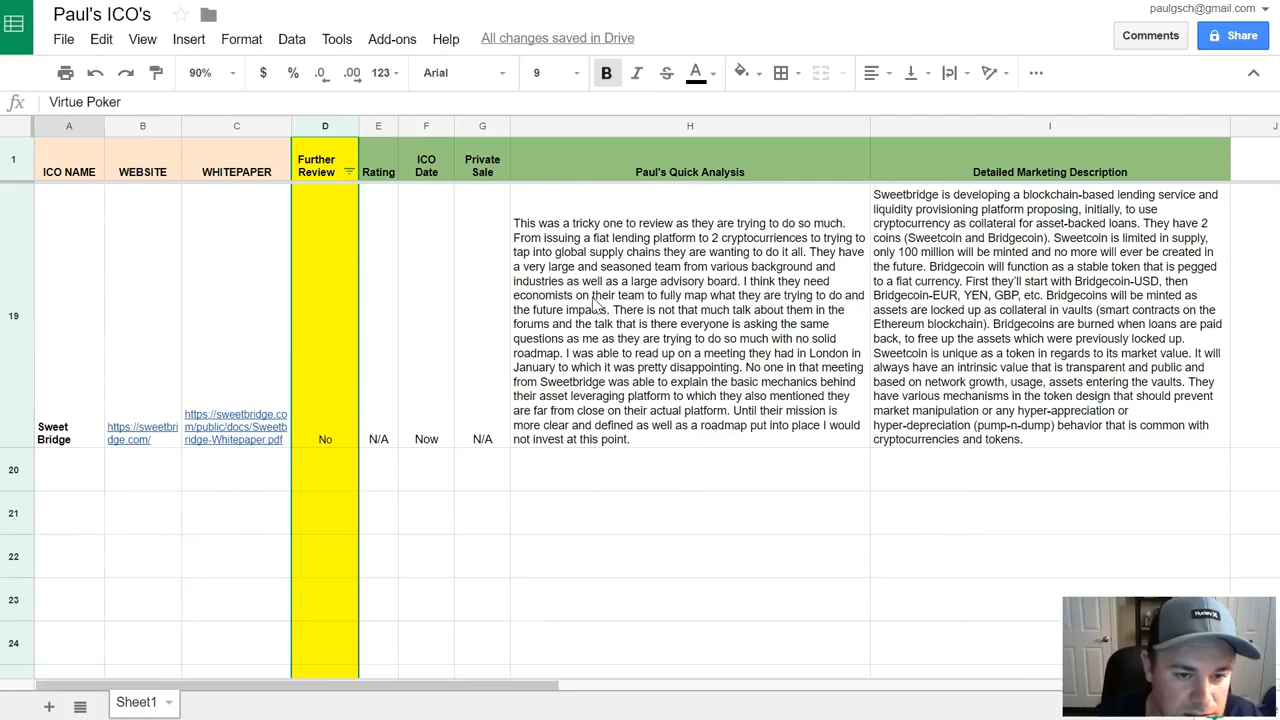 Paul's ICO's
paulgsch@gmail.com
File Edit View Insert Format Data Tools Add-ons Help All changes saved in Drive
Comments
Share
90% $ % .0 .00 123 Arial 9 B I S A
fx Virtue Poker
A B C D E F G H I J
1
ICO NAME
WEBSITE
WHITEPAPER
Further
Review
Rating
ICO
Date
Private
Sale
Paul's Quick Analysis
Detailed Marketing Description
19
Sweet
Bridge
https://sweetbri
dge.com/
https://sweetbridge.co
m/public/docs/Sweetb
ridge-Whitepaper.pdf
No
N/A
Now
N/A
This was a tricky one to review as they are trying to do so much.
From issuing a fiat lending platform to 2 cryptocurriences to trying to
tap into global supply chains they are wanting to do it all. They have
a very large and seasoned team from various background and
industries as well as a large advisory board. I think they need
economists on their team to fully map what they are trying to do and
the future impacts. There is not that much talk about them in the
forums and the talk that is there everyone is asking the same
questions as me as they are trying to do so much with no solid
roadmap. I was able to read up on a meeting they had in London in
January to which it was pretty disappointing. No one in that meeting
from Sweetbridge was able to explain the basic mechanics behind
their asset leveraging platform to which they also mentioned they
are far from close on their actual platform. Until their mission is
more clear and defined as well as a roadmap put into place I would
not invest at this point.
Sweetbridge is developing a blockchain-based lending service and
liquidity provisioning platform proposing, initially, to use
cryptocurrency as collateral for asset-backed loans. They have 2
coins (Sweetcoin and Bridgecoin). Sweetcoin is limited in supply,
only 100 million will be minted and no more will ever be created in
the future. Bridgecoin will function as a stable token that is pegged
to a fiat currency. First they'll start with Bridgecoin-USD, then
Bridgecoin-EUR, YEN, GBP, etc. Bridgecoins will be minted as
assets are locked up as collateral in vaults (smart contracts on the
Ethereum blockchain). Bridgecoins are burned when loans are paid
back, to free up the assets which were previously locked up.
Sweetcoin is unique as a token in regards to its market value. It will
always have an intrinsic value that is transparent and public and
based on network growth, usage, assets entering the vaults. They
have various mechanisms in the token design that should prevent
market manipulation or any hyper-appreciation or
hyper-depreciation (pump-n-dump) behavior that is common with
cryptocurrencies and tokens.
20
21
22
23
24
Hurley
Sheet1